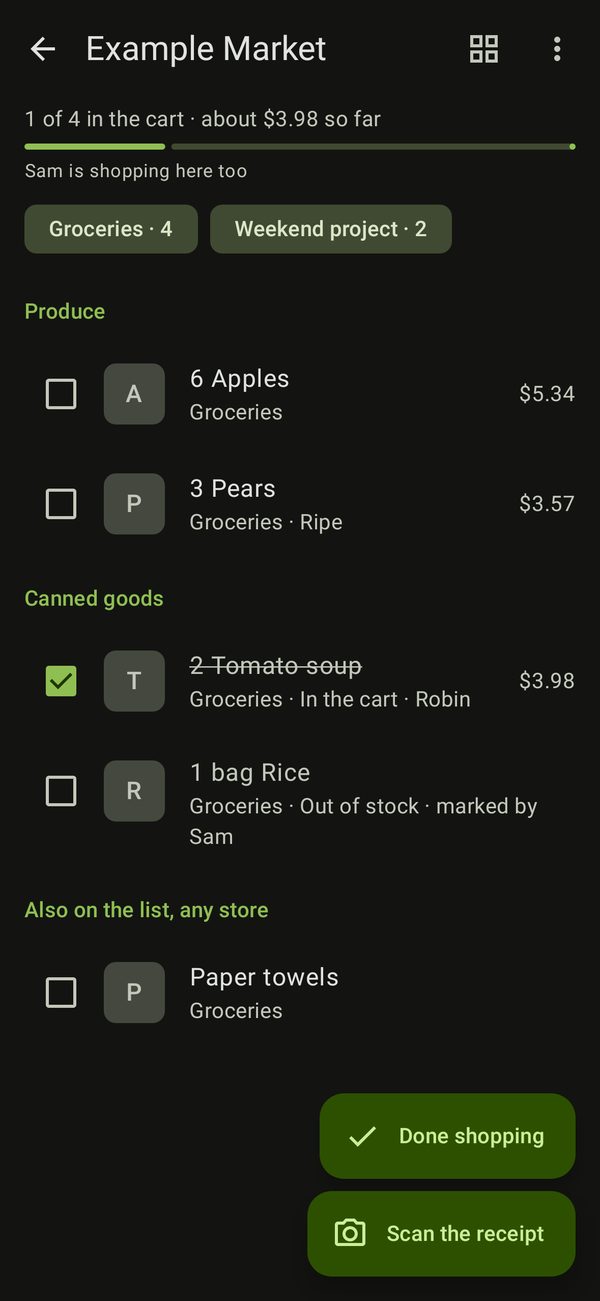 Example Market
1 of 4 in the cart · about $3.98 so far
Sam is shopping here too
Groceries · 4
Weekend project · 2
Produce
A
6 Apples
$5.34
Groceries
P
3 Pears
$3.57
Groceries · Ripe
Canned goods
T
2 Tomato soup
$3.98
Groceries · In the cart · Robin
R
1 bag Rice
Groceries · Out of stock · marked by
Sam
Also on the list, any store
P
Paper towels
Groceries
Done shopping
Scan the receipt